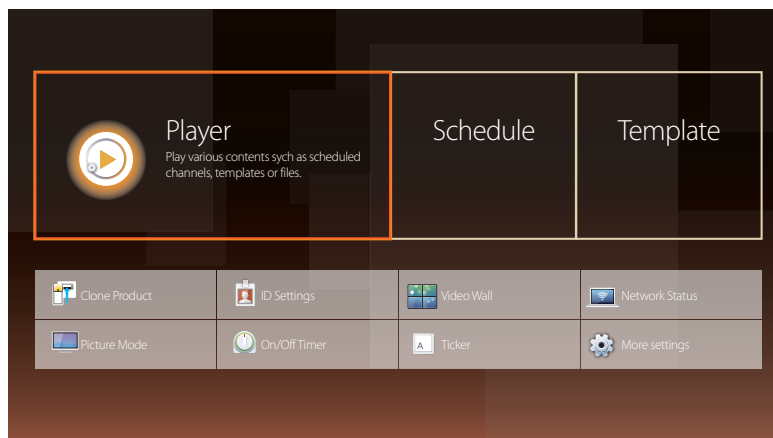 Player
Play various contents sych as scheduled
channels, templates or files.
Schedule
Template
Clone Product
ID Settings
Video Wall
Network Status
Picture Mode
On/Off Timer
A
Ticker
More settings